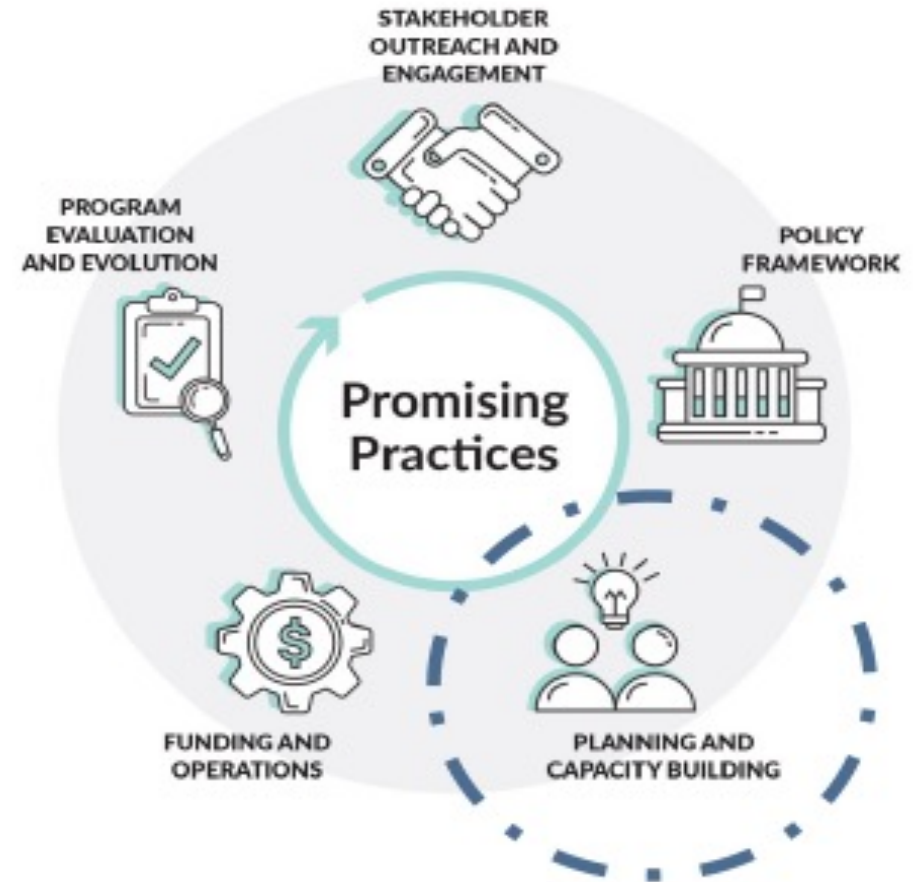 STAKEHOLDER
OUTREACH AND
ENGAGEMENT
PROGRAM
EVALUATION
AND EVOLUTION
POLICY
FRAMEWORK
Promising
Practices
$
FUNDING AND
OPERATIONS
PLANNING AND
CAPACITY BUILDING